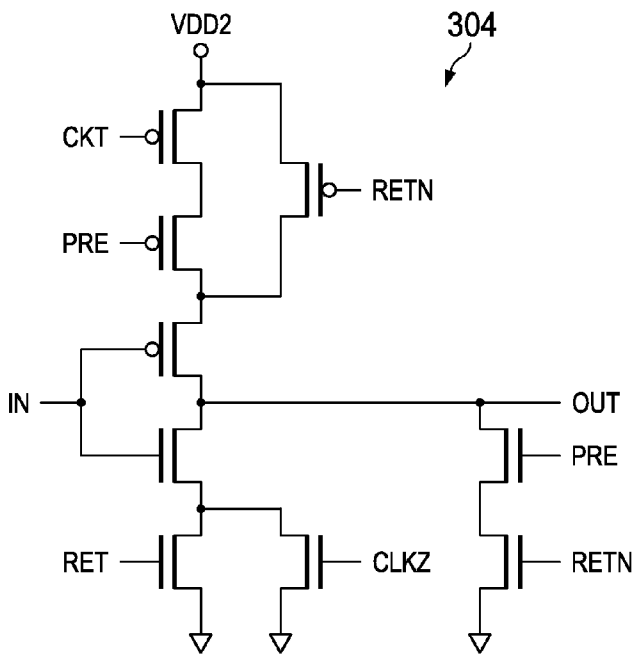 VDD2
304
CKT
RETN
PRE
IN
OUT
PRE
RET
CLKZ
RETN